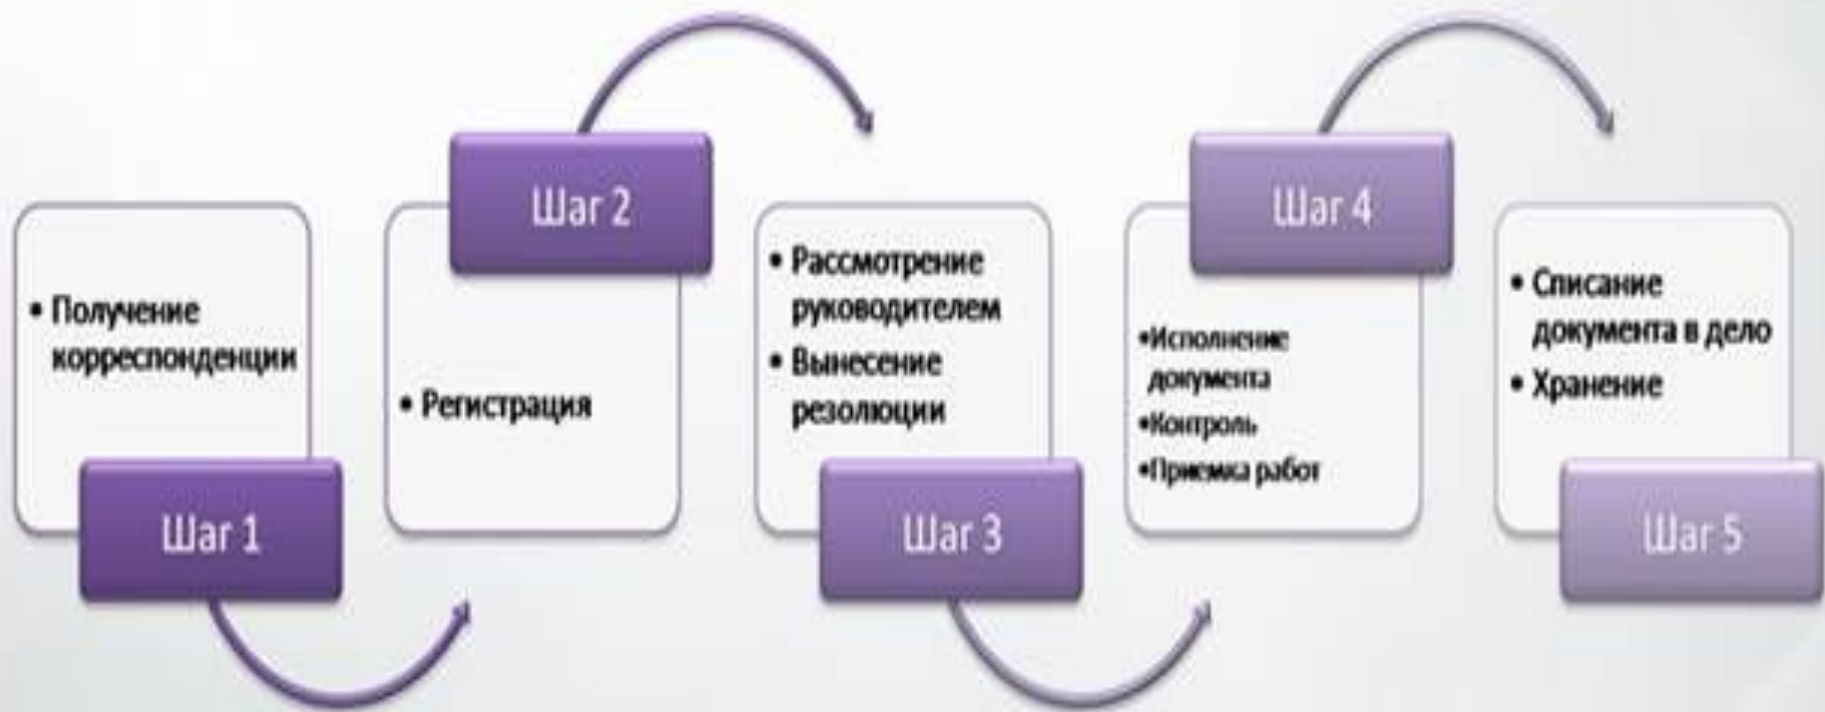 Шаг 1
• Получение
корреспонденции
Шаг 2
• Регистрация
Шаг 3
• Рассмотрение
руководителем
• Вынесение
резолюции
Шаг 4
•Исполнение
документа
•Контроль
•Приемка работ
Шаг 5
• Списание
документа в дело
• Хранение